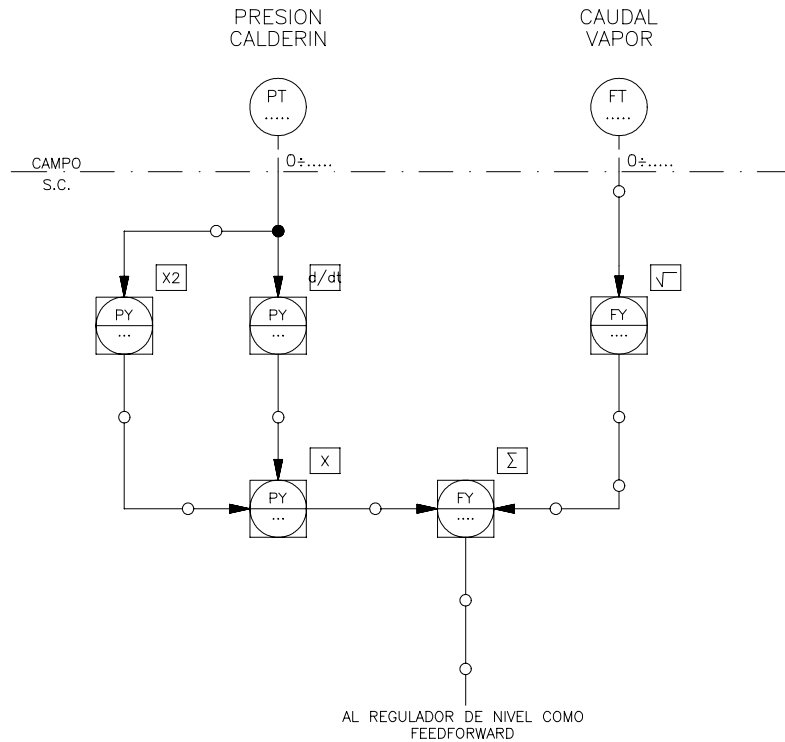 PRESION
CALDERIN
CAUDAL
VAPOR
PT
.....
FT
.....
CAMPO
0÷.....
0÷.....
S.C.
X2
d/dt
√
PY
...
PY
...
FY
....
X
Σ
PY
...
FY
....
AL REGULADOR DE NIVEL COMO
FEEDFORWARD